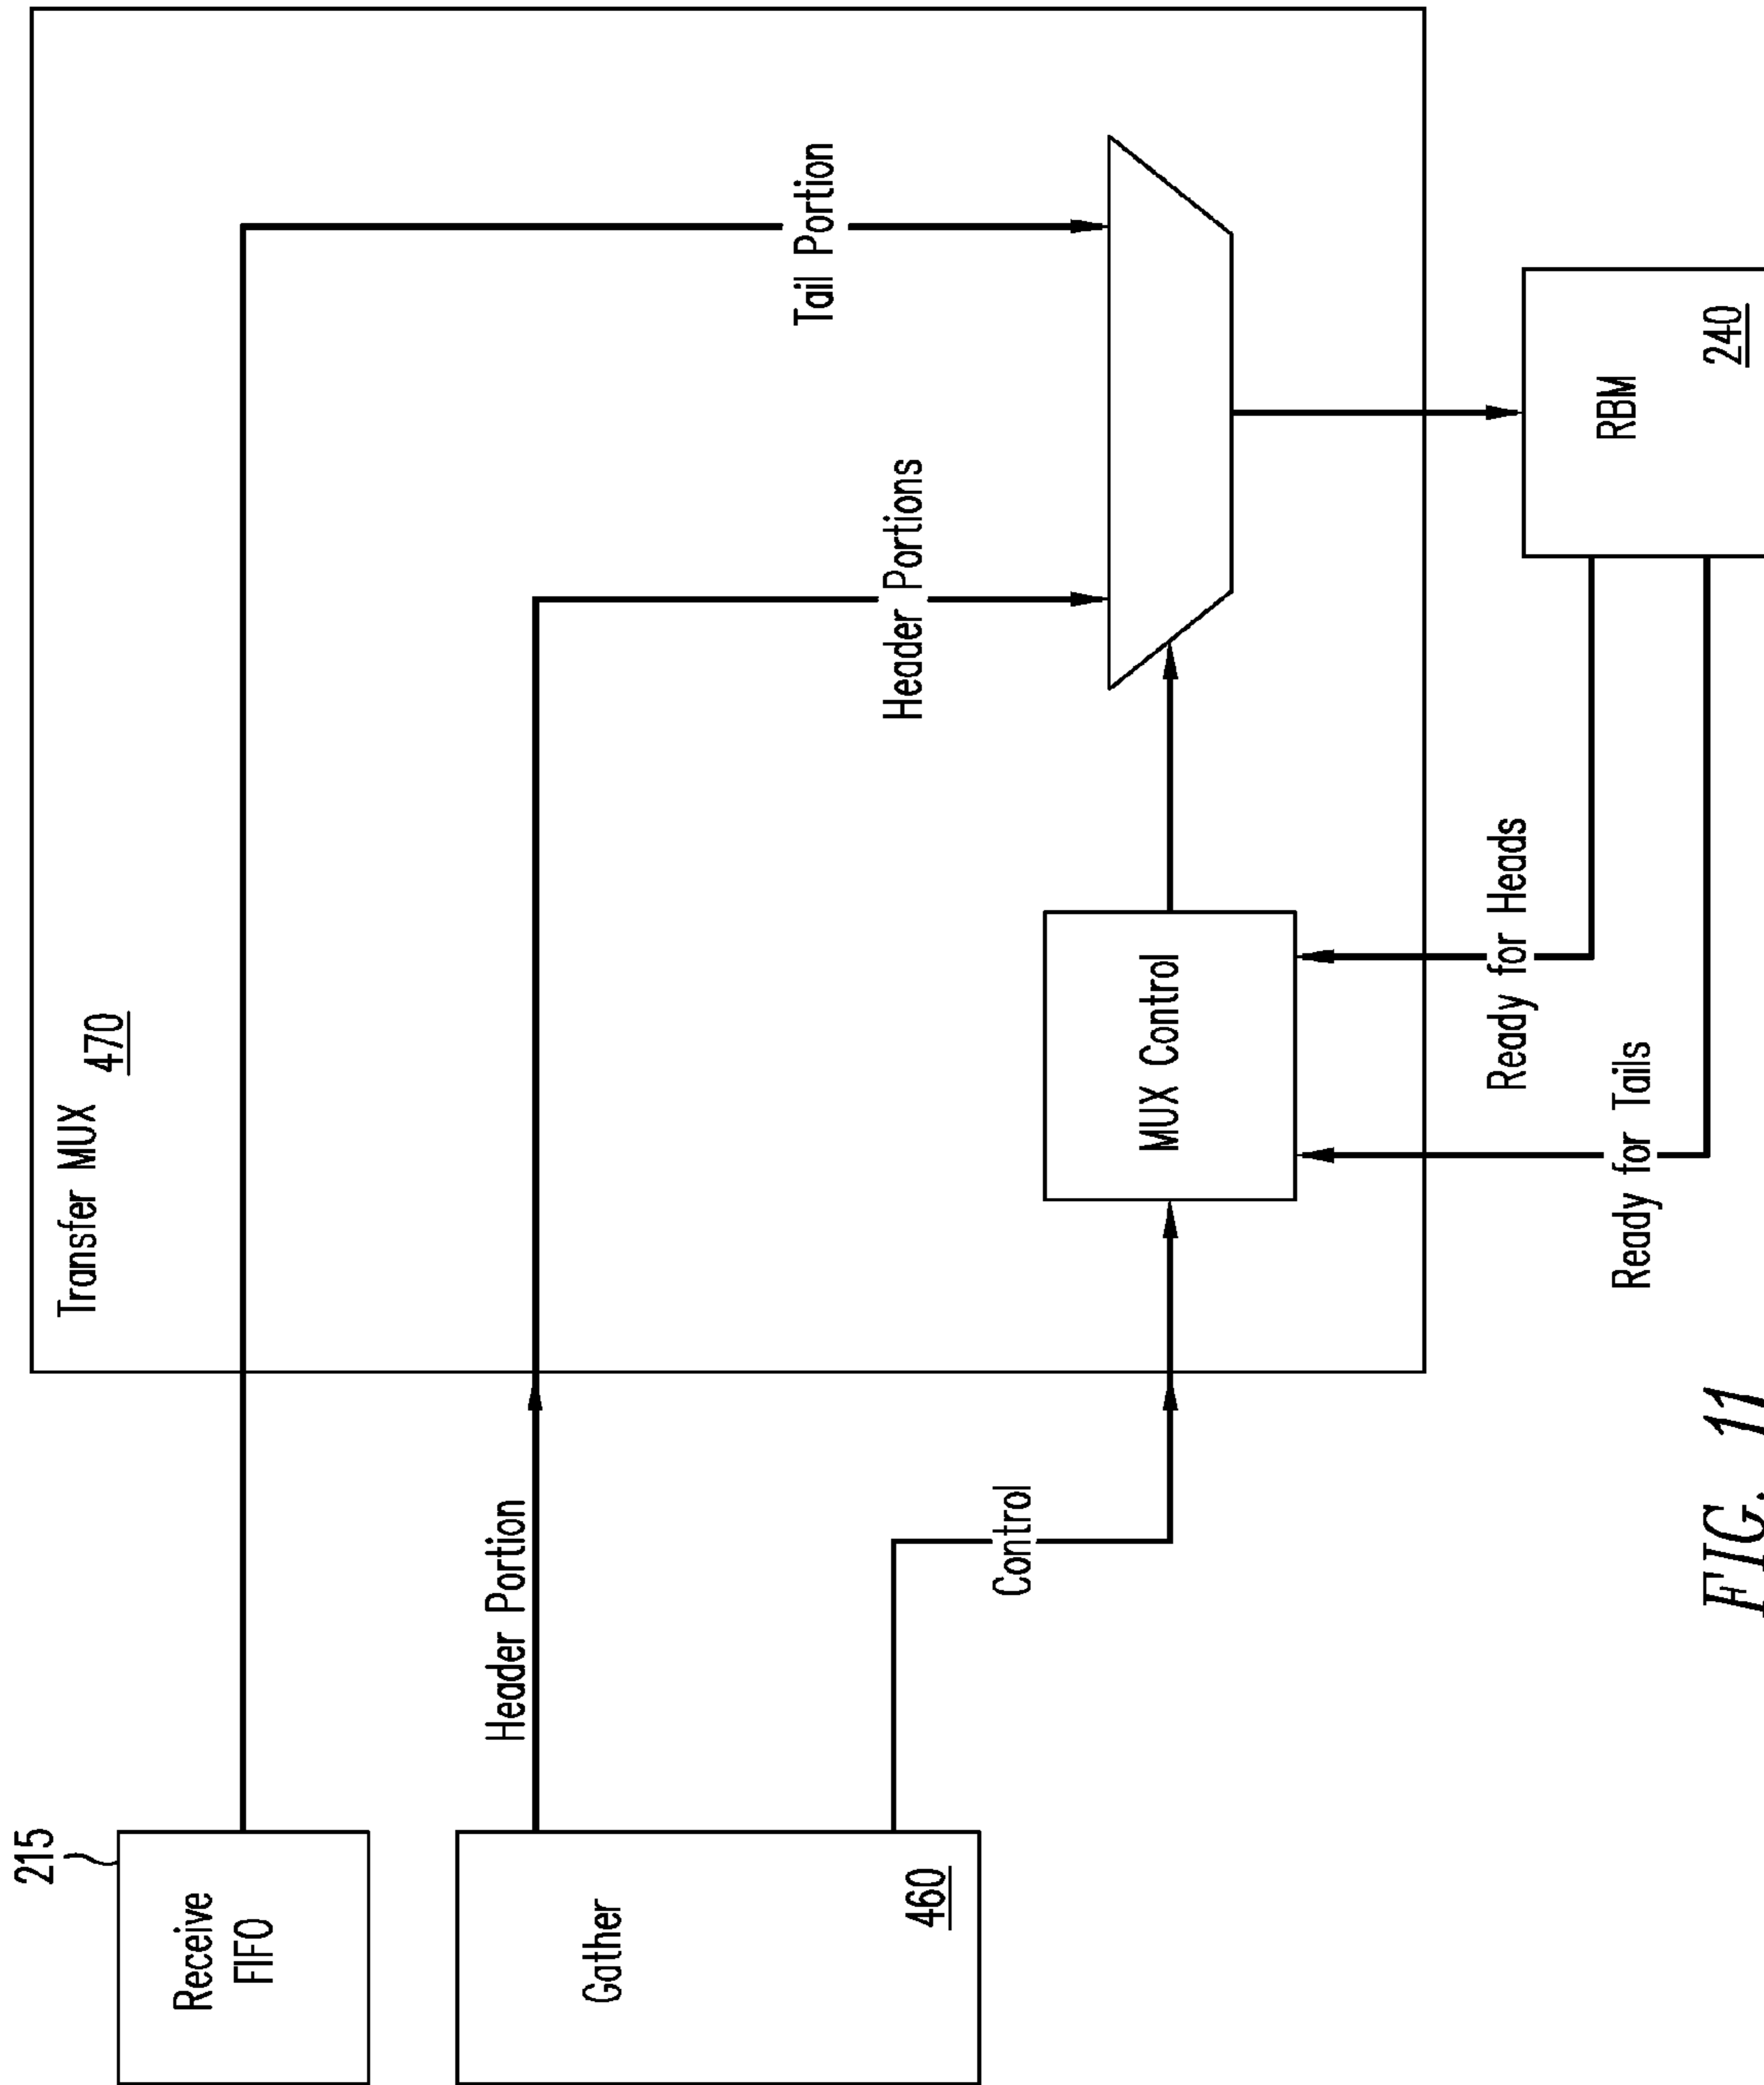 Transfer MUX
470
215
Receive
FIFO
Header Portion
Tail Portion
Gather
460
Header Portions
Control
MUX Control
Ready for Heads
Ready for Tails
RBM
240
FIG. 11